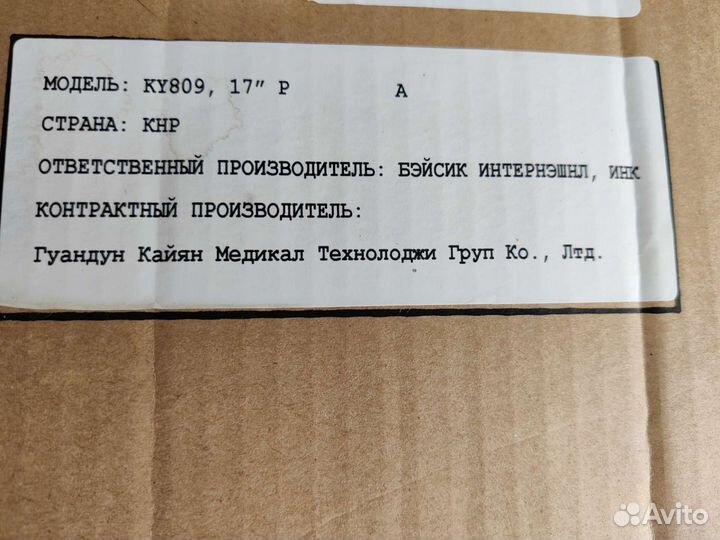 МОДЕЛЬ: KY809, 17" P A
СТРАНА: КНР
ОТВЕТСТВЕННЫЙ ПРОИЗВОДИТЕЛЬ: БЭЙСИК ИНТЕРНЭШНЛ, ИНК
КОНТРАКТНЫЙ ПРОИЗВОДИТЕЛЬ:
Гуандун Кайян Медикал Технолоджи Груп Ко., Лтд.
Avito